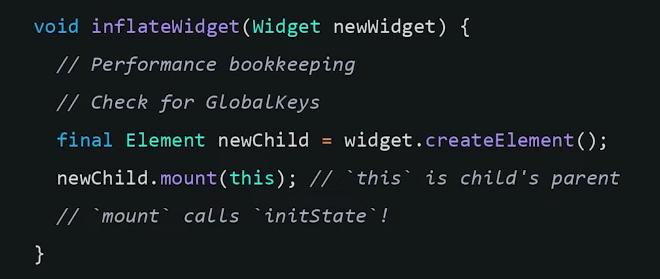 void inflateWidget(Widget newWidget) {
// Performance bookkeeping
// Check for GlobalKeys
final Element newChild = widget.createElement();
newChild.mount(this); // `this` is child's parent
// `mount` calls `initState`!
}